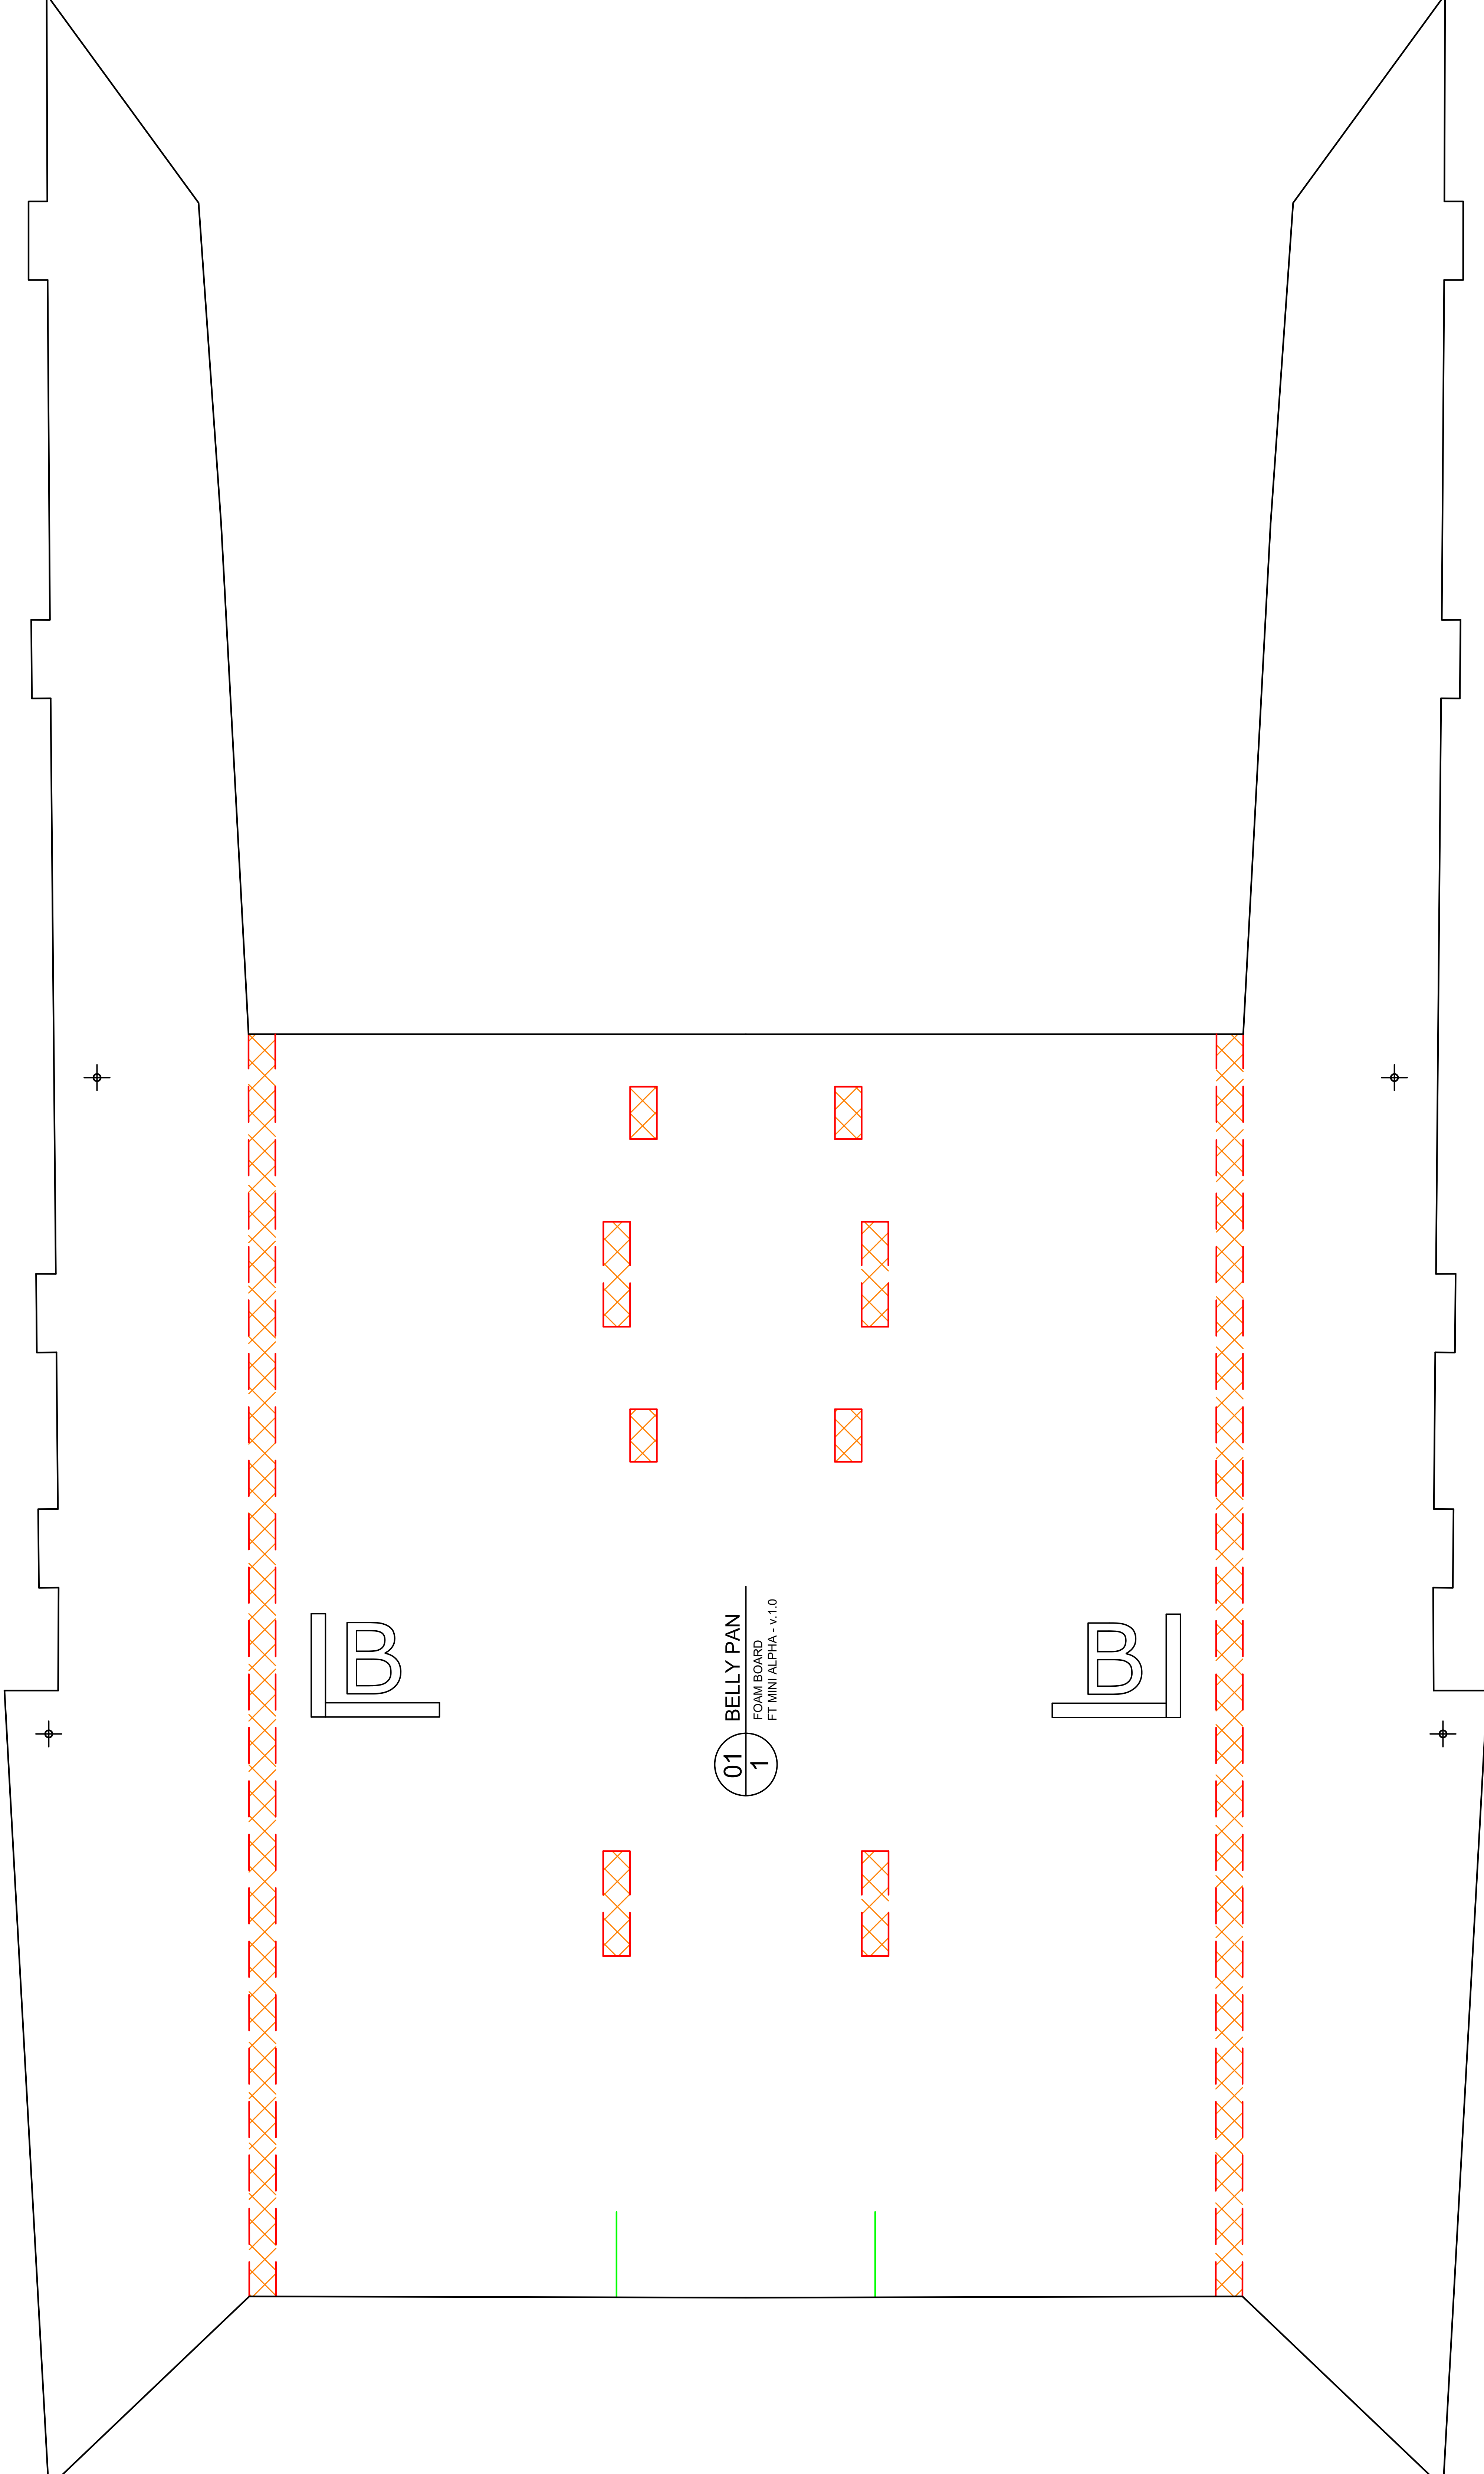 B
B
01
1
BELLY PAN
FOAM BOARD
FT MINI ALPHA - v.1.0